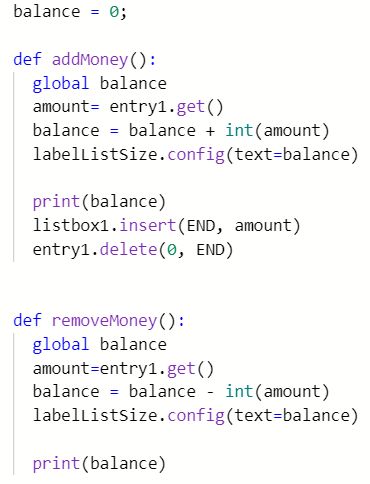 balance = 0;
def addMoney():
global balance
amount= entry1.get()
balance = balance + int(amount)
labelListSize.config(text=balance)
print(balance)
listbox1.insert(END, amount)
entry1.delete(0, END)
def removeMoney():
global balance
amount=entry1.get()
balance = balance - int(amount)
labelListSize.config(text=balance)
print(balance)